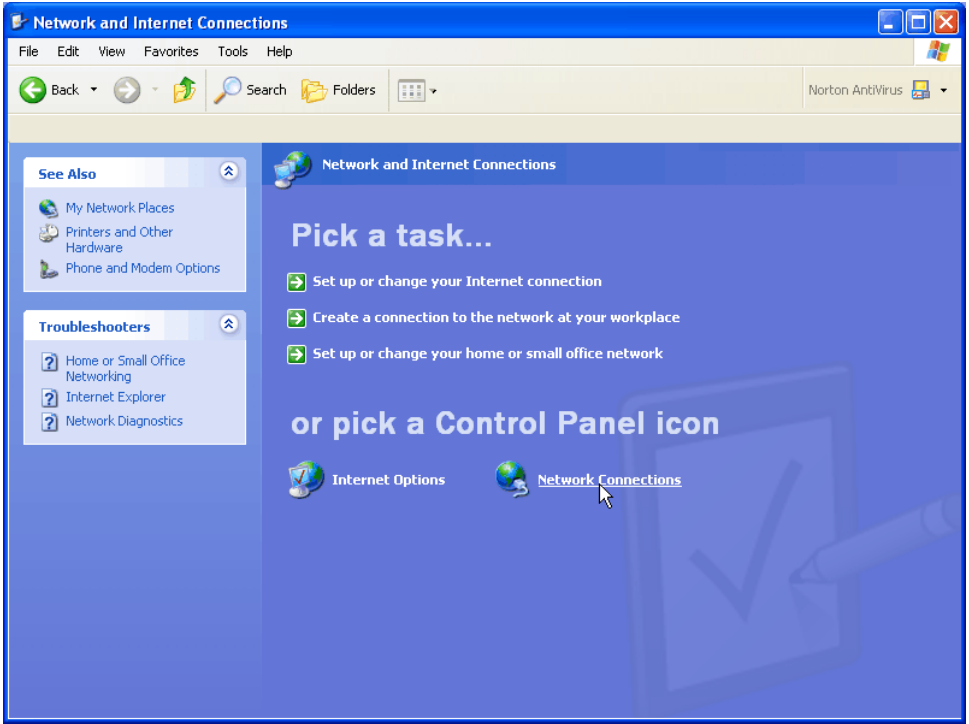 Network and Internet Connections
File Edit View Favorites Tools Help
Back Search Folders Norton AntiVirus
See Also
My Network Places
Printers and Other
Hardware
Phone and Modem Options
Troubleshooters
Home or Small Office
Networking
Internet Explorer
Network Diagnostics
Network and Internet Connections
Pick a task...
Set up or change your Internet connection
Create a connection to the network at your workplace
Set up or change your home or small office network
or pick a Control Panel icon
Internet Options Network Connections